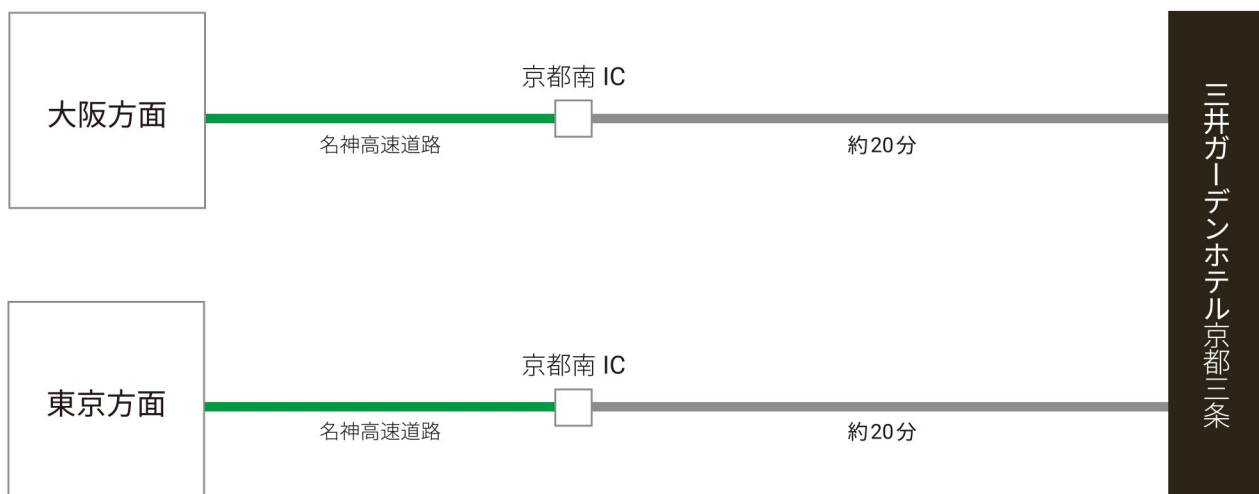 大阪方面
京都南 IC
名神高速道路
約20分
東京方面
京都南 IC
名神高速道路
約20分
三井ガーデンホテル京都三条